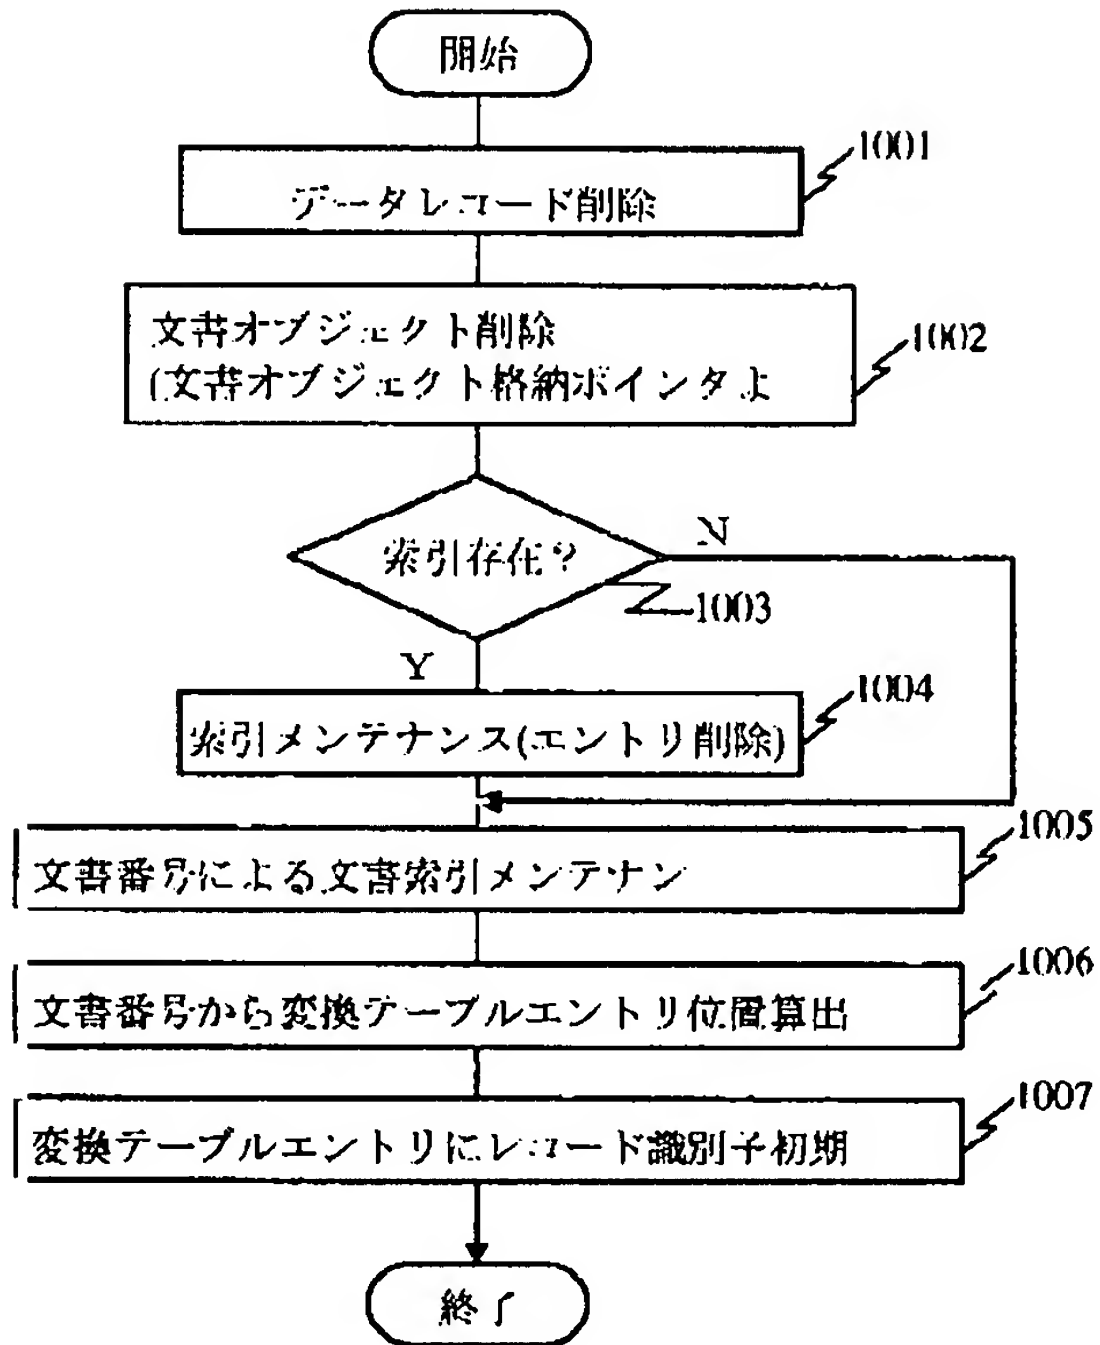 開始
1001
データレコード削除
1002
文書オブジェクト削除
(文書オブジェクト格納ポインタよ
索引存在?
N
1003
Y
1004
索引メンテナンス(エントリ削除)
1005
文書番号による文書索引メンテナン
1006
文書番号から変換テーブルエントリ位置算出
1007
変換テーブルエントリにレコード識別子初期
終了